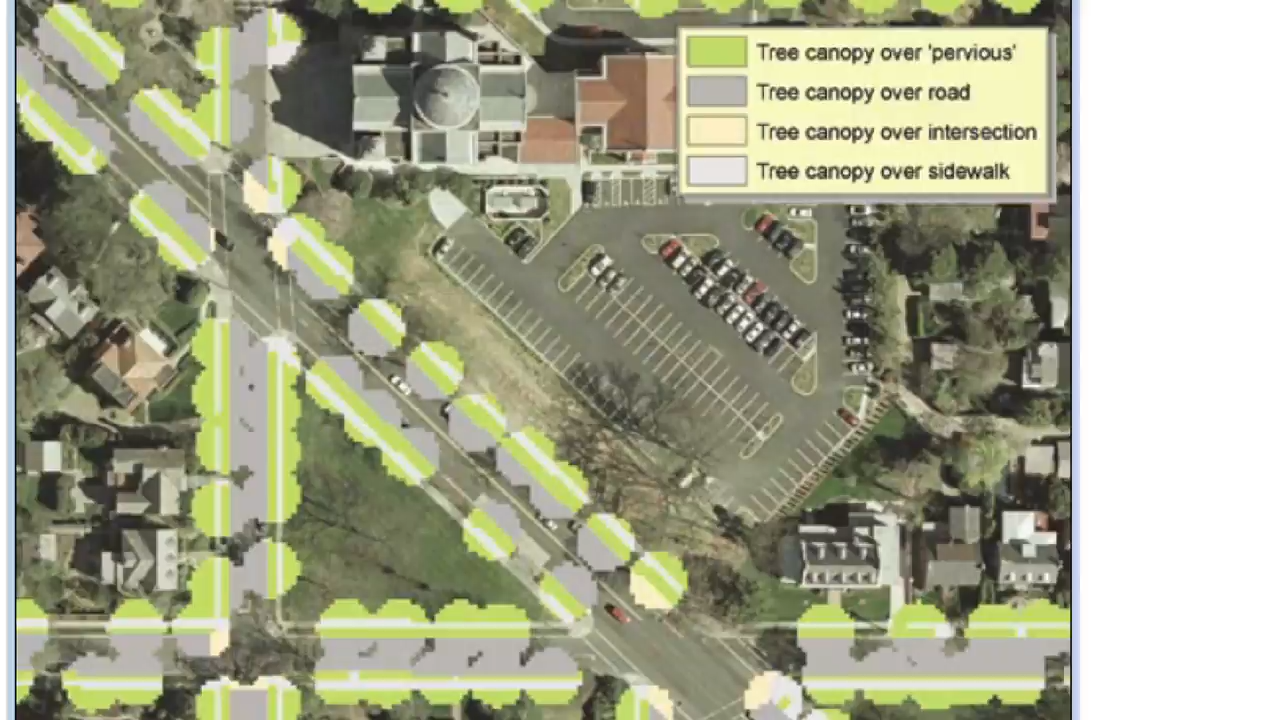 Tree canopy over 'pervious'
Tree canopy over road
Tree canopy over intersection
Tree canopy over sidewalk